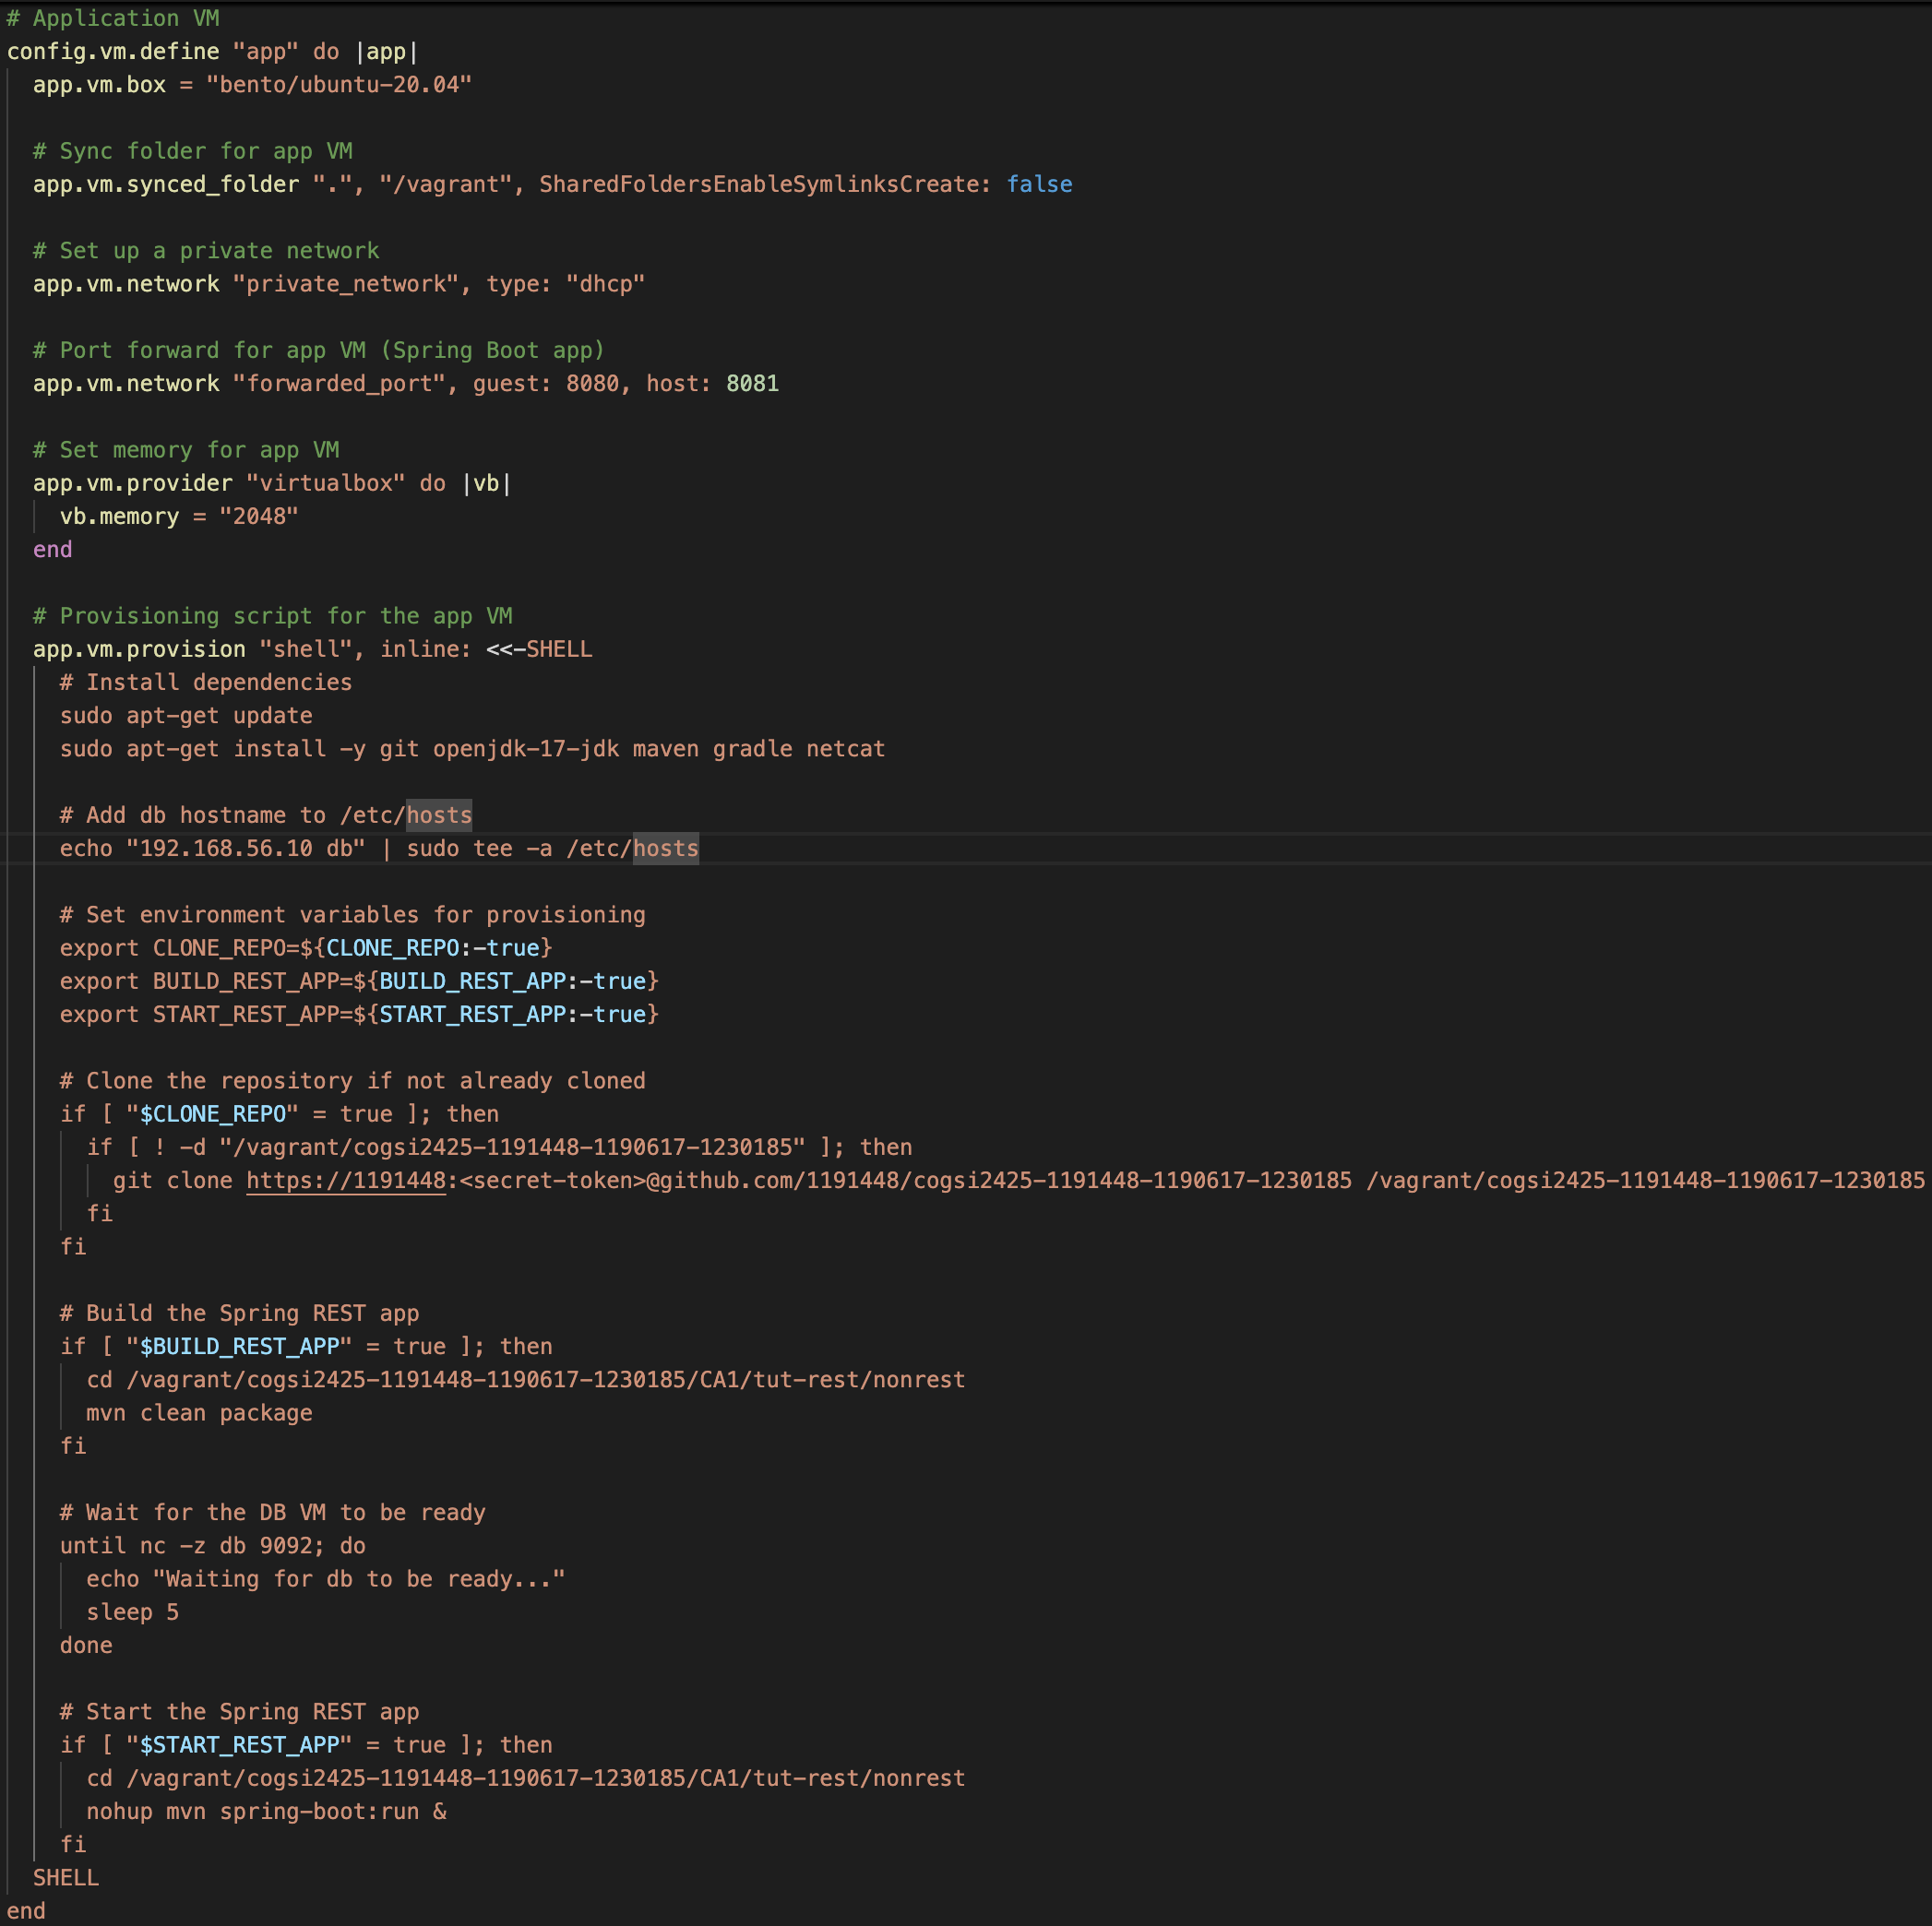 # Application VM
config.vm.define "app" do |app|
  app.vm.box = "bento/ubuntu-20.04"

  # Sync folder for app VM
  app.vm.synced_folder ".", "/vagrant", SharedFoldersEnableSymlinksCreate: false

  # Set up a private network
  app.vm.network "private_network", type: "dhcp"

  # Port forward for app VM (Spring Boot app)
  app.vm.network "forwarded_port", guest: 8080, host: 8081

  # Set memory for app VM
  app.vm.provider "virtualbox" do |vb|
    vb.memory = "2048"
  end

  # Provisioning script for the app VM
  app.vm.provision "shell", inline: <<-SHELL
    # Install dependencies
    sudo apt-get update
    sudo apt-get install -y git openjdk-17-jdk maven gradle netcat

    # Add db hostname to /etc/hosts
    echo "192.168.56.10 db" | sudo tee -a /etc/hosts

    # Set environment variables for provisioning
    export CLONE_REPO=${CLONE_REPO:-true}
    export BUILD_REST_APP=${BUILD_REST_APP:-true}
    export START_REST_APP=${START_REST_APP:-true}

    # Clone the repository if not already cloned
    if [ "$CLONE_REPO" = true ]; then
      if [ ! -d "/vagrant/cogsi2425-1191448-1190617-1230185" ]; then
        git clone https://1191448:<secret-token>@github.com/1191448/cogsi2425-1191448-1190617-1230185 /vagrant/cogsi2425-1191448-1190617-1230185
      fi
    fi

    # Build the Spring REST app
    if [ "$BUILD_REST_APP" = true ]; then
      cd /vagrant/cogsi2425-1191448-1190617-1230185/CA1/tut-rest/nonrest
      mvn clean package
    fi

    # Wait for the DB VM to be ready
    until nc -z db 9092; do
      echo "Waiting for db to be ready..."
      sleep 5
    done

    # Start the Spring REST app
    if [ "$START_REST_APP" = true ]; then
      cd /vagrant/cogsi2425-1191448-1190617-1230185/CA1/tut-rest/nonrest
      nohup mvn spring-boot:run &
    fi
  SHELL
end